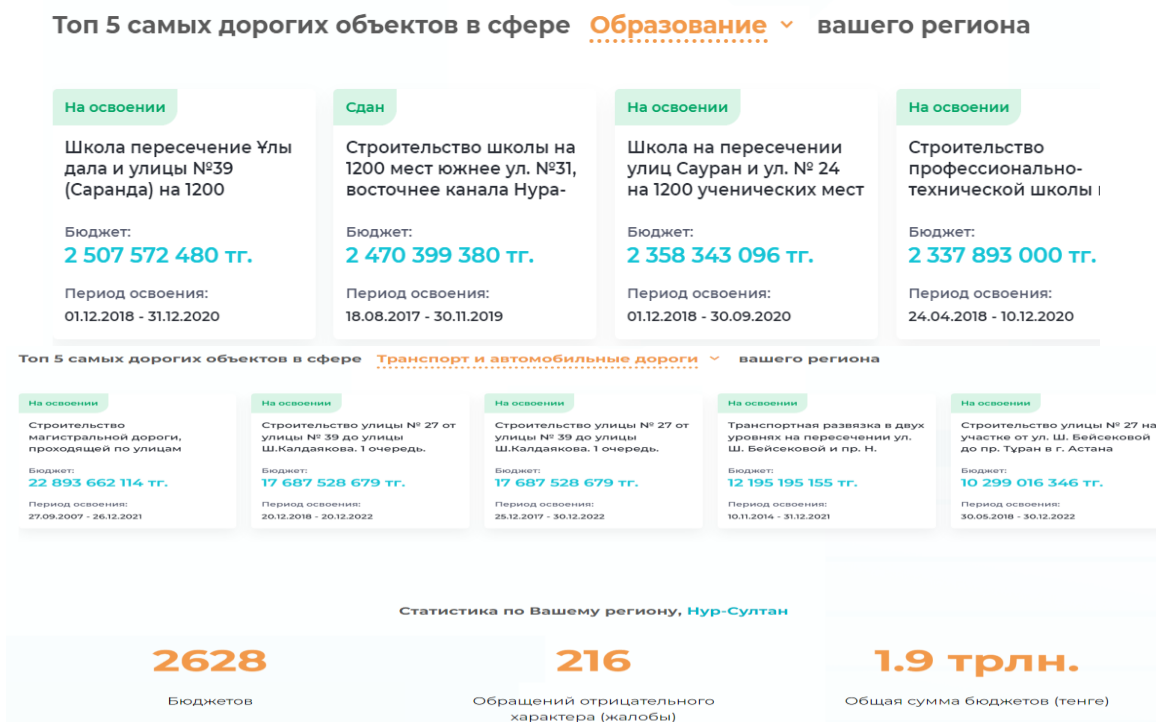 Топ 5 самых дорогих объектов в сфере Образование вашего региона
На освоении
Школа пересечение Ұлы
дала и улицы №39
(Саранда) на 1200
Бюджет:
2 507 572 480 тг.
Период освоения:
01.12.2018 - 31.12.2020
Сдан
Строительство школы на
1200 мест южнее ул. №31,
восточнее канала Нура-
Бюджет:
2 470 399 380 тг.
Период освоения:
18.08.2017 - 30.11.2019
На освоении
Школа на пересечении
улиц Сауран и ул. № 24
на 1200 ученических мест
Бюджет:
2 358 343 096 тг.
Период освоения:
01.12.2018 - 30.09.2020
На освоении
Строительство
профессионально-
технической школы
Бюджет:
2 337 893 000 тг.
Период освоения:
24.04.2018 - 10.12.2020
Топ 5 самых дорогих объектов в сфере Транспорт и автомобильные дороги вашего региона
На освоении
Строительство
магистральной дороги,
проходящей по улицам
Бюджет:
22 893 662 114 тг.
Период освоения:
27.09.2007 - 26.12.2021
На освоении
Строительство улицы № 27 от
улицы № 39 до улицы
Ш.Калдаякова. 1 очередь.
Бюджет:
17 687 528 679 тг.
Период освоения:
20.12.2018 - 20.12.2022
На освоении
Строительство улицы № 27 от
улицы № 39 до улицы
Ш.Калдаякова. 1 очередь.
Бюджет:
17 687 528 679 тг.
Период освоения:
25.12.2017 - 30.12.2022
На освоении
Транспортная развязка в двух
уровнях на пересечении ул.
Ш. Бейсековой и пр. Н.
Бюджет:
12 195 195 155 тг.
Период освоения:
10.11.2014 - 31.12.2021
На освоении
Строительство улицы № 27 на
участке от ул. Ш. Бейсековой
до пр. Тұран в г. Астана
Бюджет:
10 299 016 346 тг.
Период освоения:
30.05.2018 - 30.12.2022
Статистика по Вашему региону, Нур-Султан
2628
Бюджетов
216
Обращений отрицательного
характера (жалобы)
1.9 трлн.
Общая сумма бюджетов (тенге)